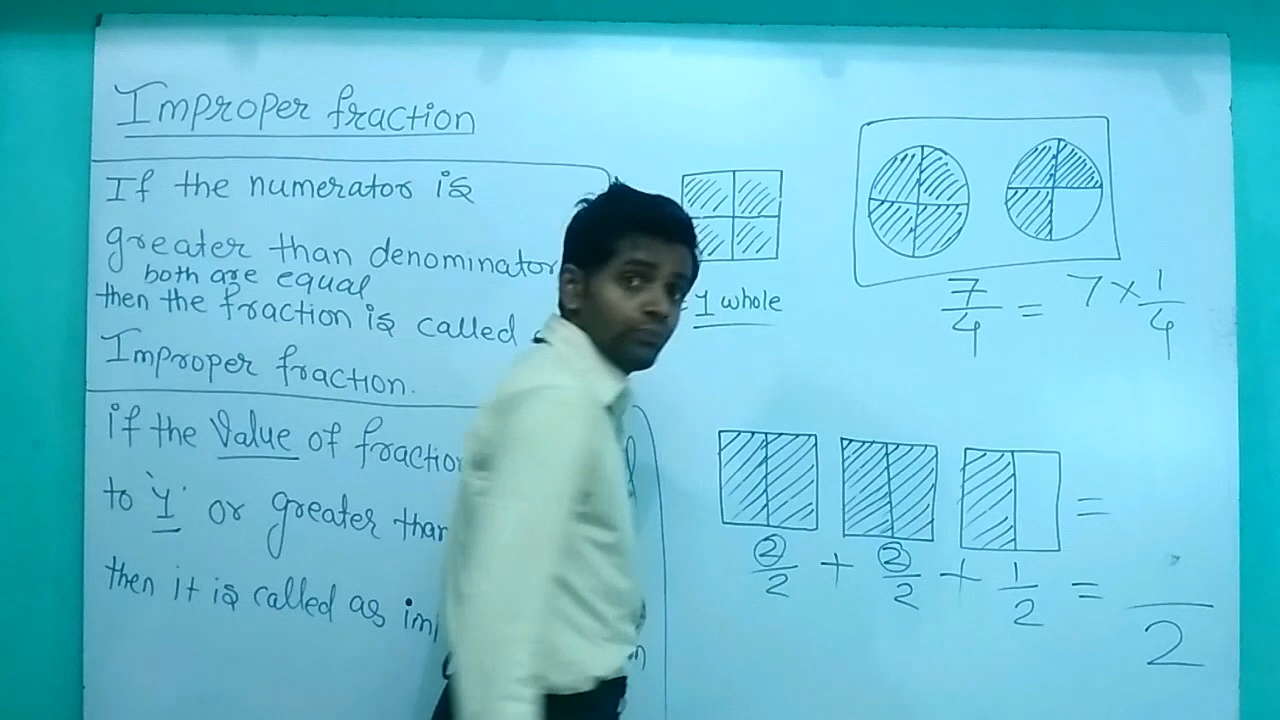 Improper fraction
If the numerator is
greater than denominator
both are equal
then the fraction is called
Improper fraction.
if the Value of fraction
to '1' or greater than
then it is called as
1 whole
7/4 = 7 × 1/4
=
2/2 + 2/2 + 1/2 = /2